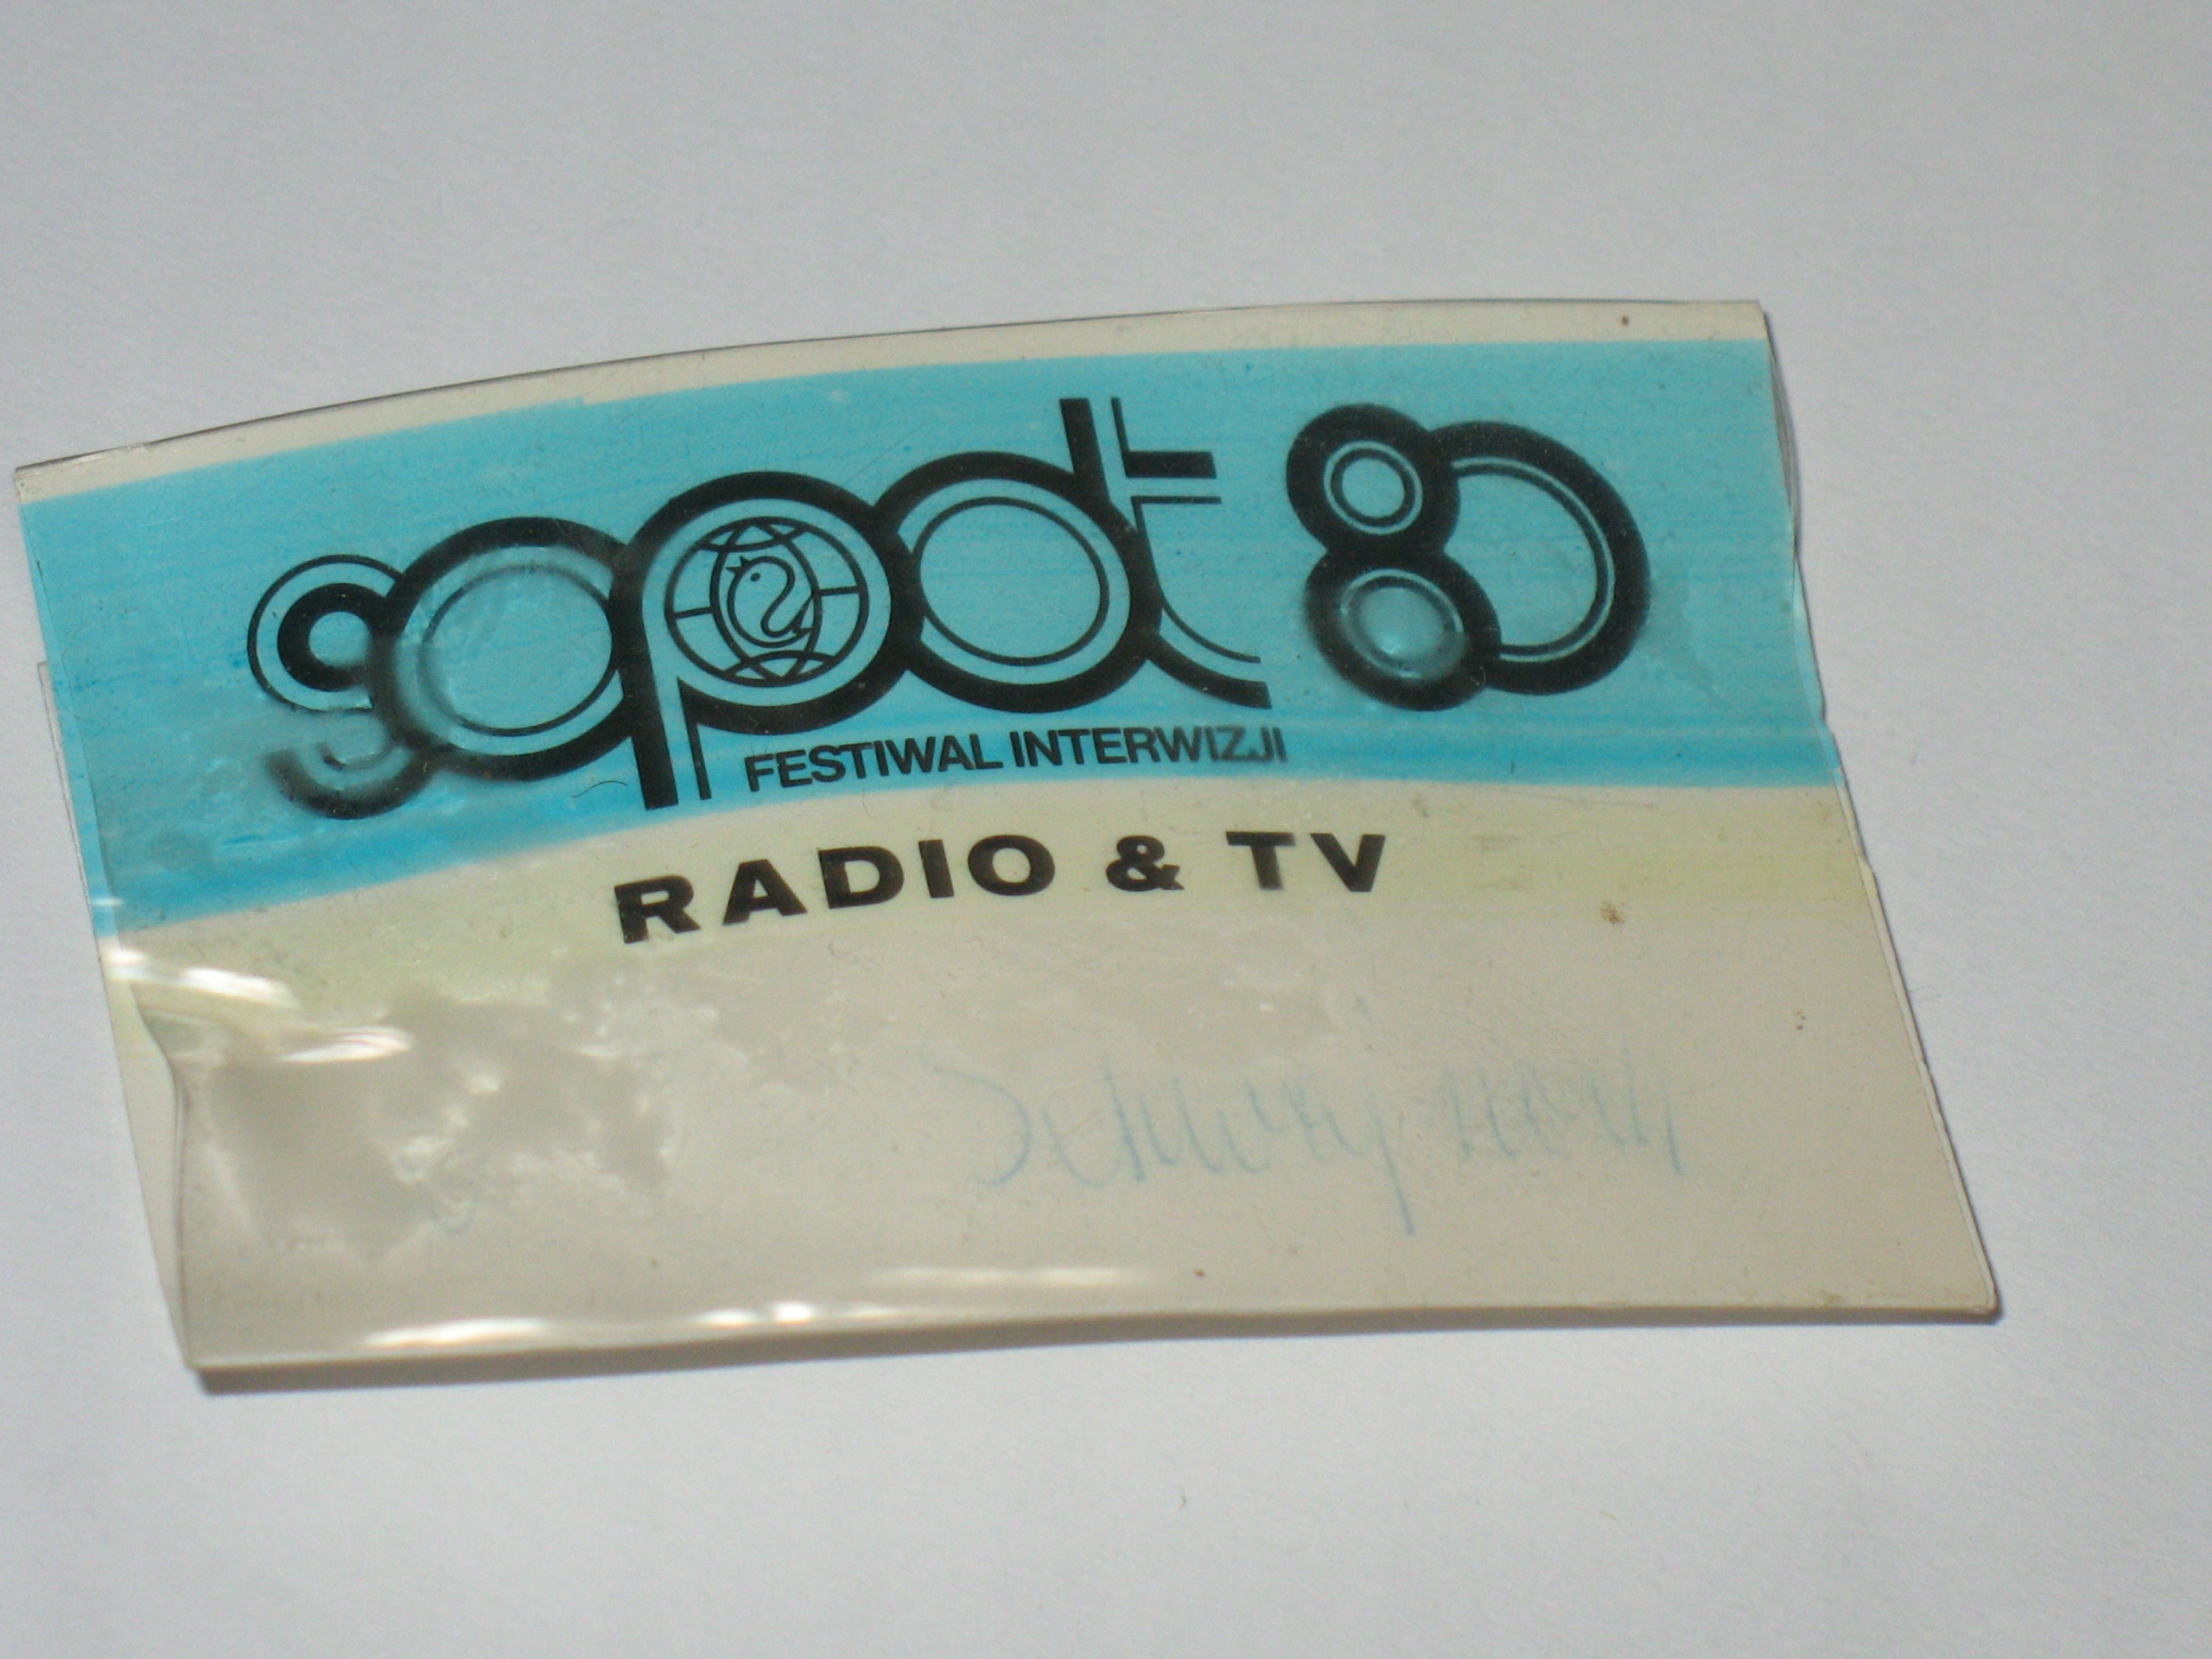 sopot 80
FESTIWAL INTERWIZJI
RADIO & TV